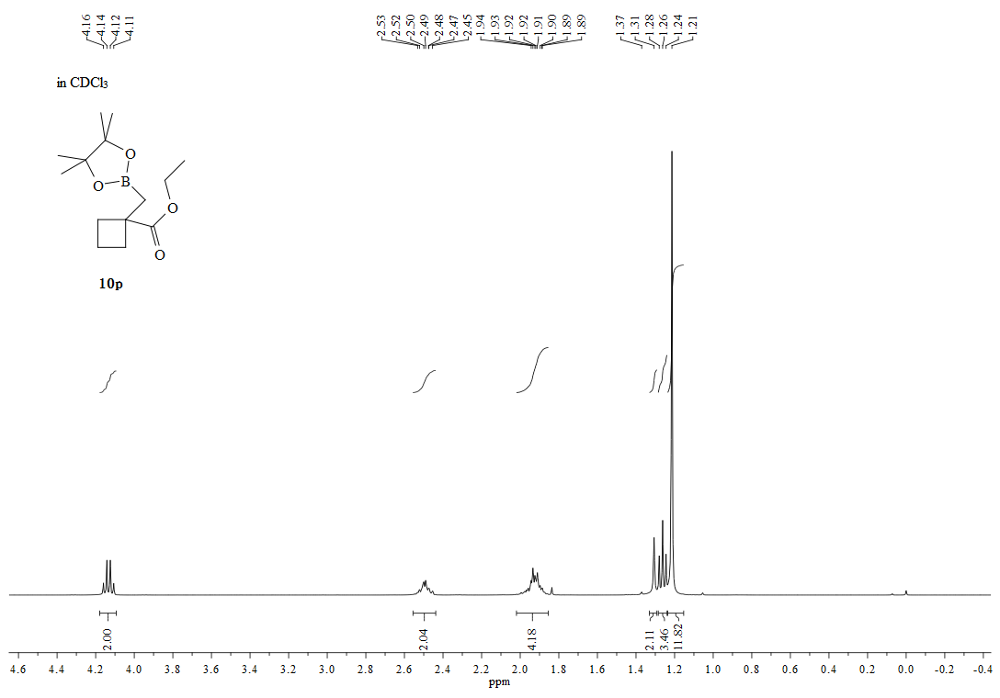 4.16 4.14 4.12 4.11 2.53 2.52 2.50 2.49 2.48 2.47 2.45 1.94 1.93 1.92 1.92 1.91 1.90 1.89 1.89 1.37 1.31 1.28 1.26 1.24 1.21
in CDCl3
O
O B
O
O
10p
2.00 2.04 4.18 2.11 3.46 11.82
4.6 4.4 4.2 4.0 3.8 3.6 3.4 3.2 3.0 2.8 2.6 2.4 2.2 2.0 1.8 1.6 1.4 1.2 1.0 0.8 0.6 0.4 0.2 0.0 -0.2 -0.4
ppm